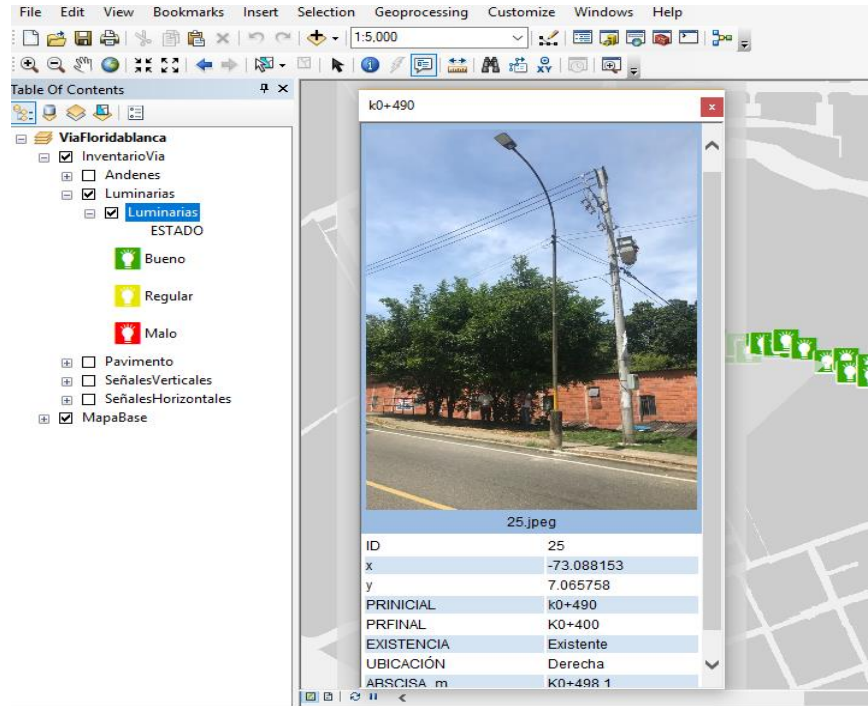 File Edit View Bookmarks Insert Selection Geoprocessing Customize Windows Help
1:5,000
XY
Table Of Contents
ViaFloridablanca
InventarioVia
Andenes
Luminarias
Luminarias
ESTADO
Bueno
Regular
Malo
Pavimento
SeñalesVerticales
SeñalesHorizontales
MapaBase
k0+490
25.jpeg
ID 25
x -73.088153
y 7.065758
PRINICIAL k0+490
PRFINAL K0+400
EXISTENCIA Existente
UBICACIÓN Derecha
ABSCISA_m K0+498.1